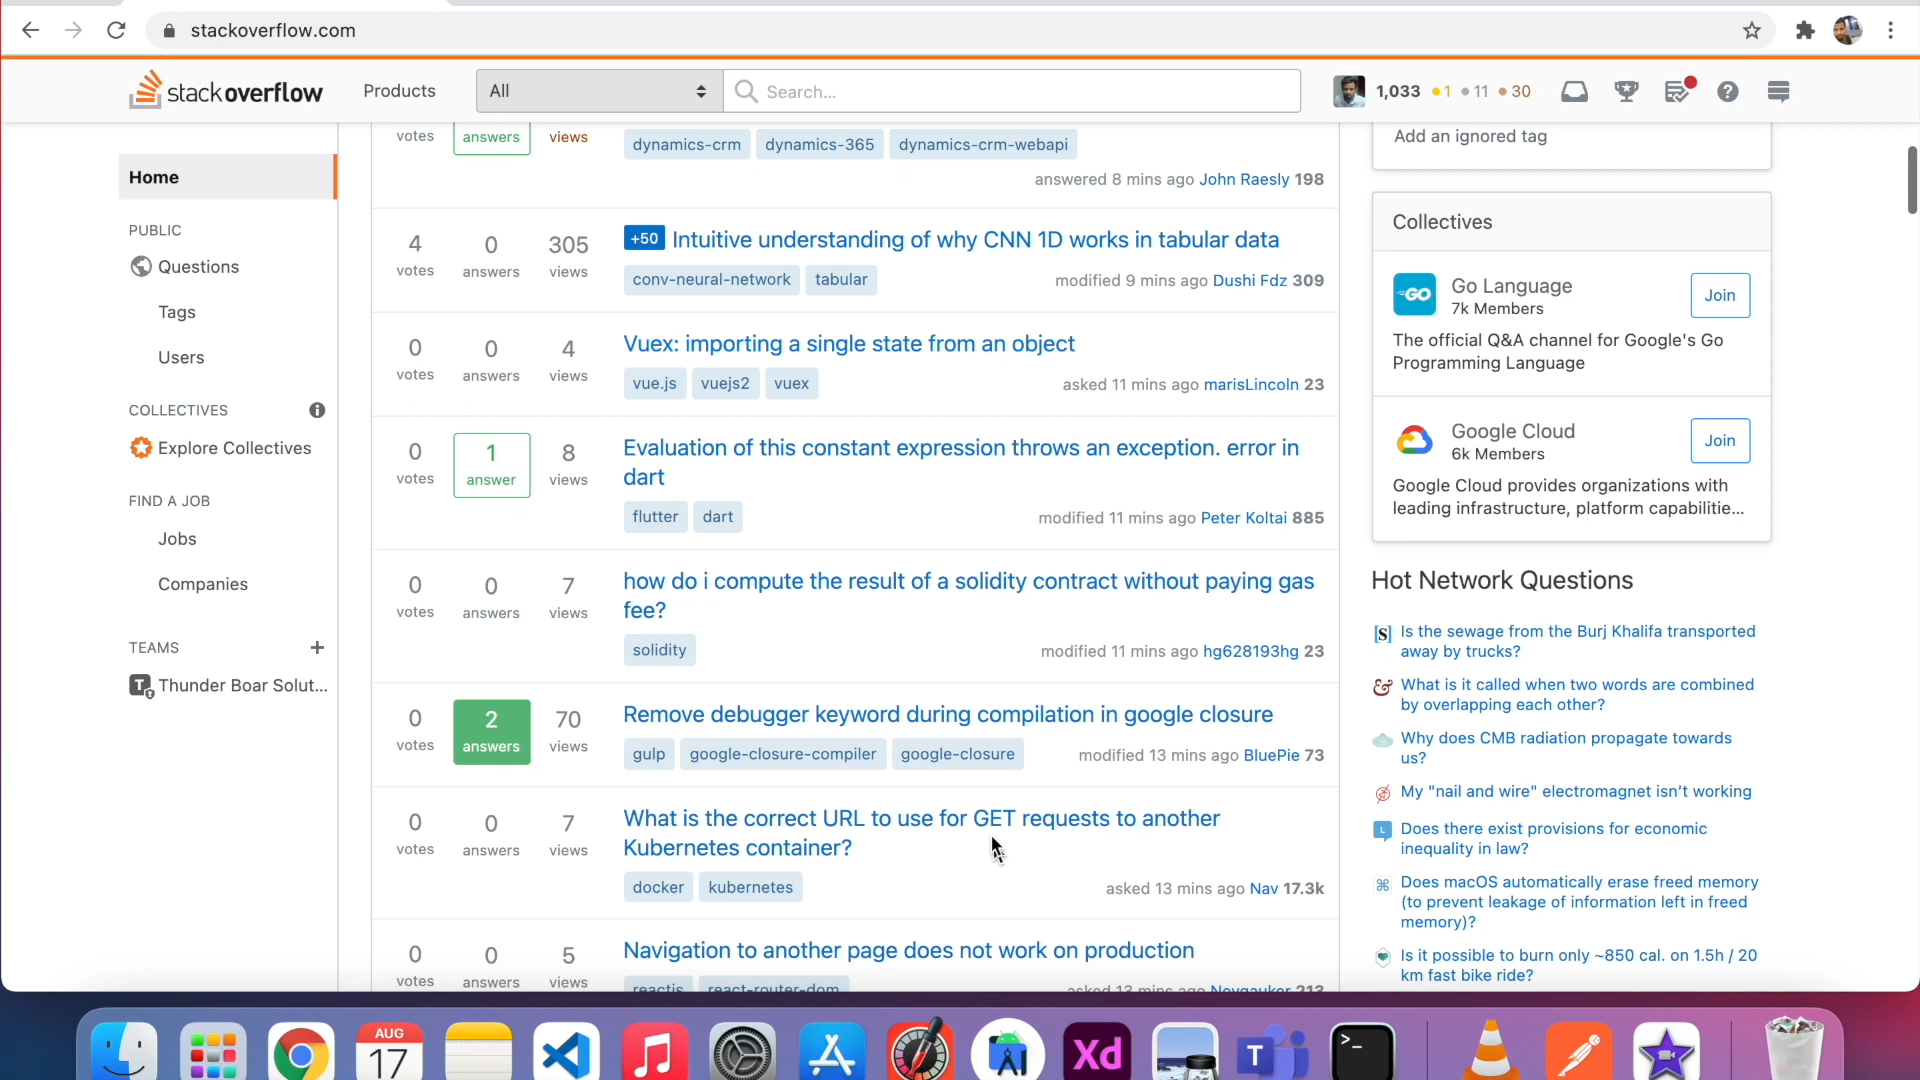 stackoverflow.com
stackoverflow
Products
All
Search...
1,033 1 11 30
Home
PUBLIC
Questions
Tags
Users
COLLECTIVES
Explore Collectives
FIND A JOB
Jobs
Companies
TEAMS
Thunder Boar Solut...
votes answers views
dynamics-crm dynamics-365 dynamics-crm-webapi
answered 8 mins ago John Raesly 198
4 votes 0 answers 305 views
+50 Intuitive understanding of why CNN 1D works in tabular data
conv-neural-network tabular
modified 9 mins ago Dushi Fdz 309
0 votes 0 answers 4 views
Vuex: importing a single state from an object
vue.js vuejs2 vuex
asked 11 mins ago marisLincoln 23
0 votes 1 answer 8 views
Evaluation of this constant expression throws an exception. error in
dart
flutter dart
modified 11 mins ago Peter Koltai 885
0 votes 0 answers 7 views
how do i compute the result of a solidity contract without paying gas
fee?
solidity
modified 11 mins ago hg628193hg 23
0 votes 2 answers 70 views
Remove debugger keyword during compilation in google closure
gulp google-closure-compiler google-closure
modified 13 mins ago BluePie 73
0 votes 0 answers 7 views
What is the correct URL to use for GET requests to another
Kubernetes container?
docker kubernetes
asked 13 mins ago Nav 17.3k
0 votes 0 answers 5 views
Navigation to another page does not work on production
reactjs react-router-dom
asked 13 mins ago
Add an ignored tag
Collectives
GO
Go Language
7k Members
Join
The official Q&A channel for Google's Go
Programming Language
Google Cloud
6k Members
Join
Google Cloud provides organizations with
leading infrastructure, platform capabilitie...
Hot Network Questions
Is the sewage from the Burj Khalifa transported
away by trucks?
What is it called when two words are combined
by overlapping each other?
Why does CMB radiation propagate towards
us?
My "nail and wire" electromagnet isn't working
Does there exist provisions for economic
inequality in law?
Does macOS automatically erase freed memory
(to prevent leakage of information left in freed
memory)?
Is it possible to burn only ~850 cal. on 1.5h / 20
km fast bike ride?
AUG
17
Xd
T